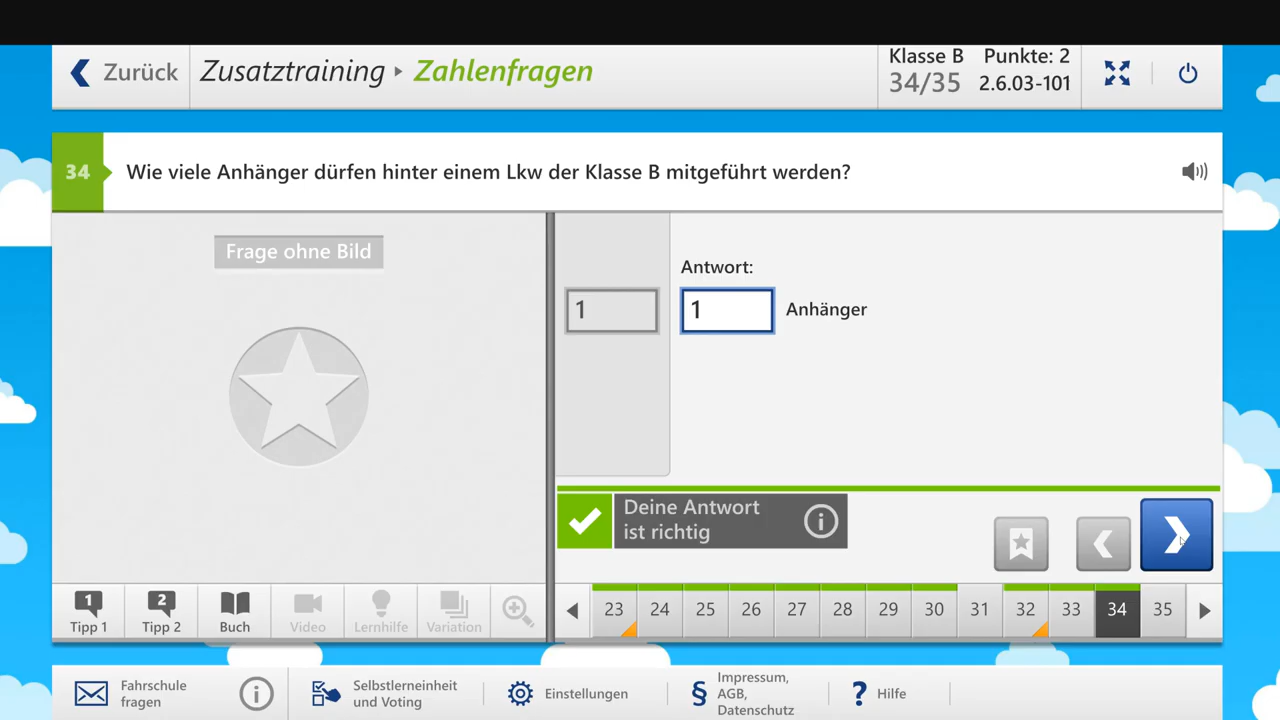 Zurück
Zusatztraining ▸ Zahlenfragen
Klasse B
34/35
Punkte: 2
2.6.03-101
34
Wie viele Anhänger dürfen hinter einem Lkw der Klasse B mitgeführt werden?
Frage ohne Bild
Antwort:
1
1 Anhänger
Deine Antwort
ist richtig
1
Tipp 1
2
Tipp 2
Buch
Video
Lernhilfe
Variation
23 24 25 26 27 28 29 30 31 32 33 34 35
Fahrschule
fragen
Selbstlerneinheit
und Voting
Einstellungen
§
Impressum,
AGB,
Datenschutz
? Hilfe